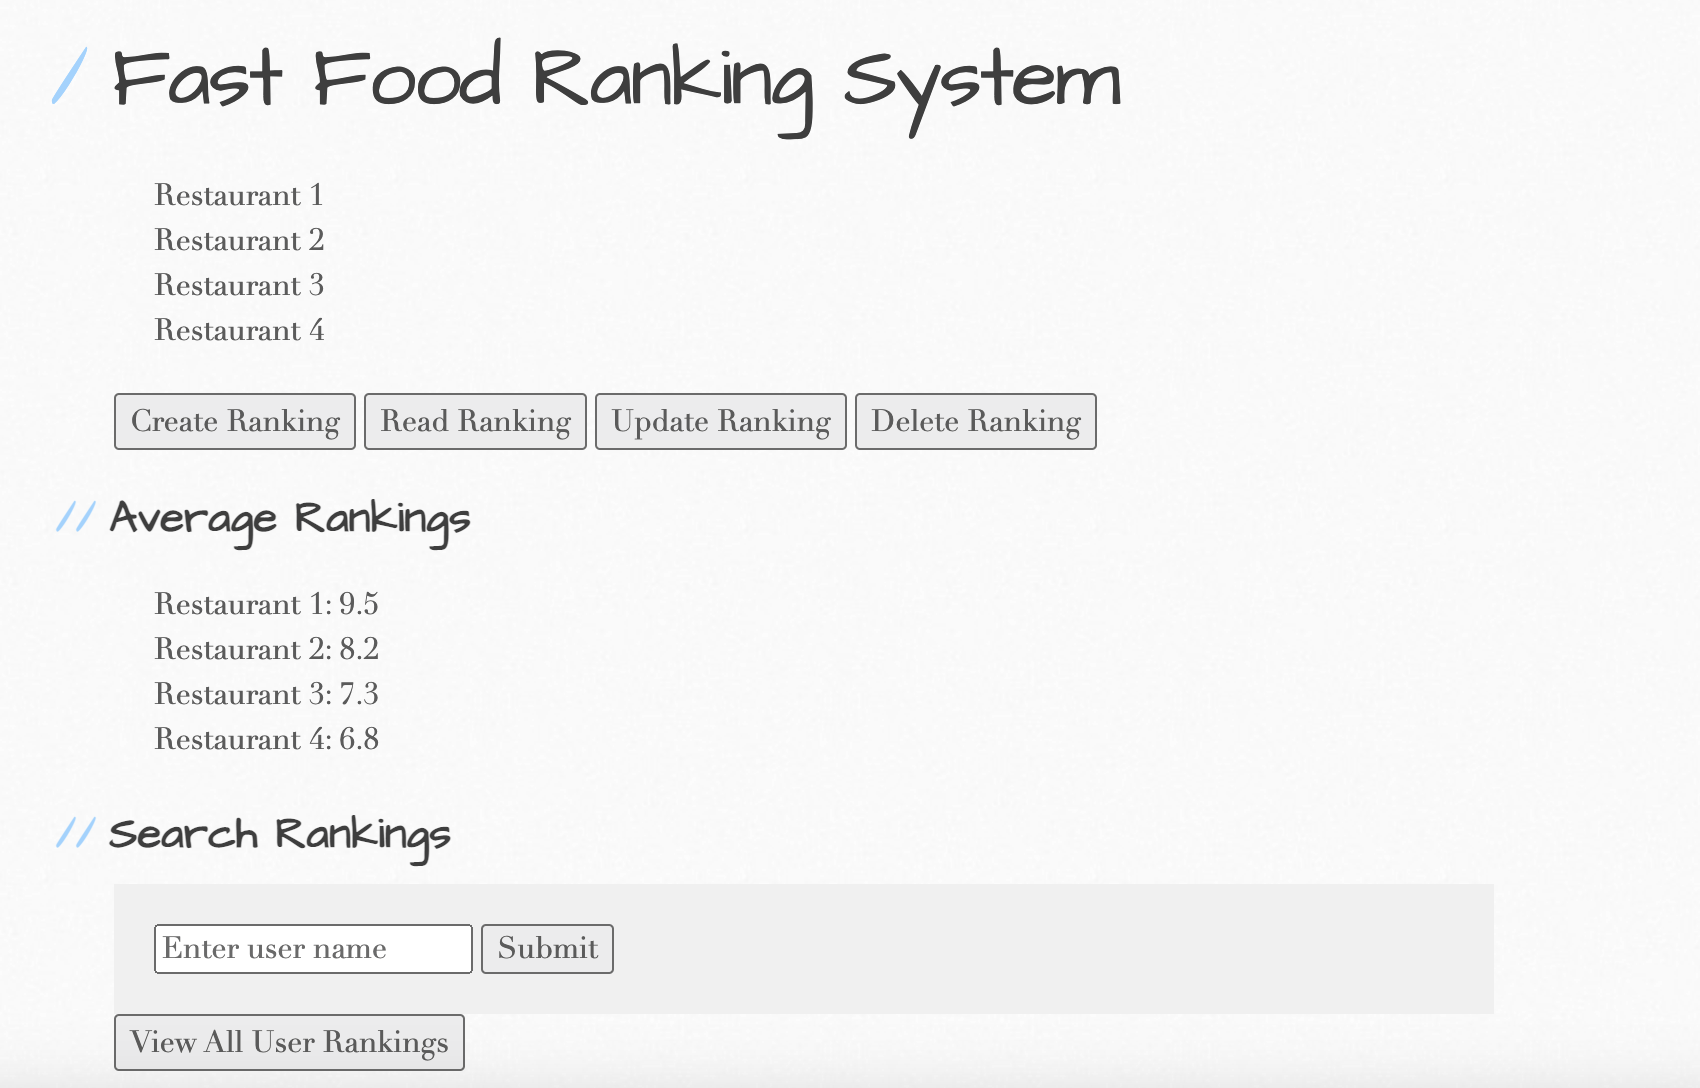 Fast Food Ranking System
Restaurant 1
Restaurant 2
Restaurant 3
Restaurant 4
Create Ranking Read Ranking Update Ranking Delete Ranking
// Average Rankings
Restaurant 1: 9.5
Restaurant 2: 8.2
Restaurant 3: 7.3
Restaurant 4: 6.8
// Search Rankings
Enter user name Submit
View All User Rankings